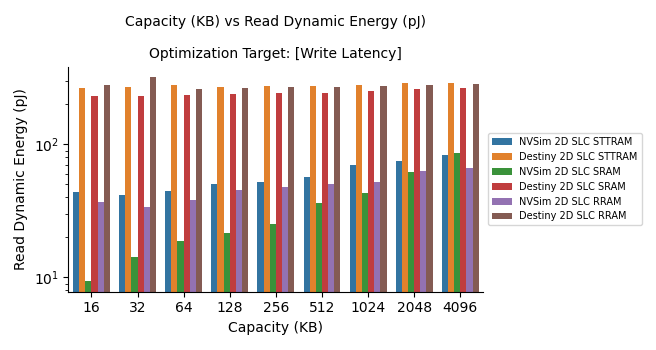 Capacity (KB) vs Read Dynamic Energy (pJ)
Optimization Target: [Write Latency]
Read Dynamic Energy (pJ)
10²
10¹
16 32 64 128 256 512 1024 2048 4096
Capacity (KB)
NVSim 2D SLC STTRAM
Destiny 2D SLC STTRAM
NVSim 2D SLC SRAM
Destiny 2D SLC SRAM
NVSim 2D SLC RRAM
Destiny 2D SLC RRAM